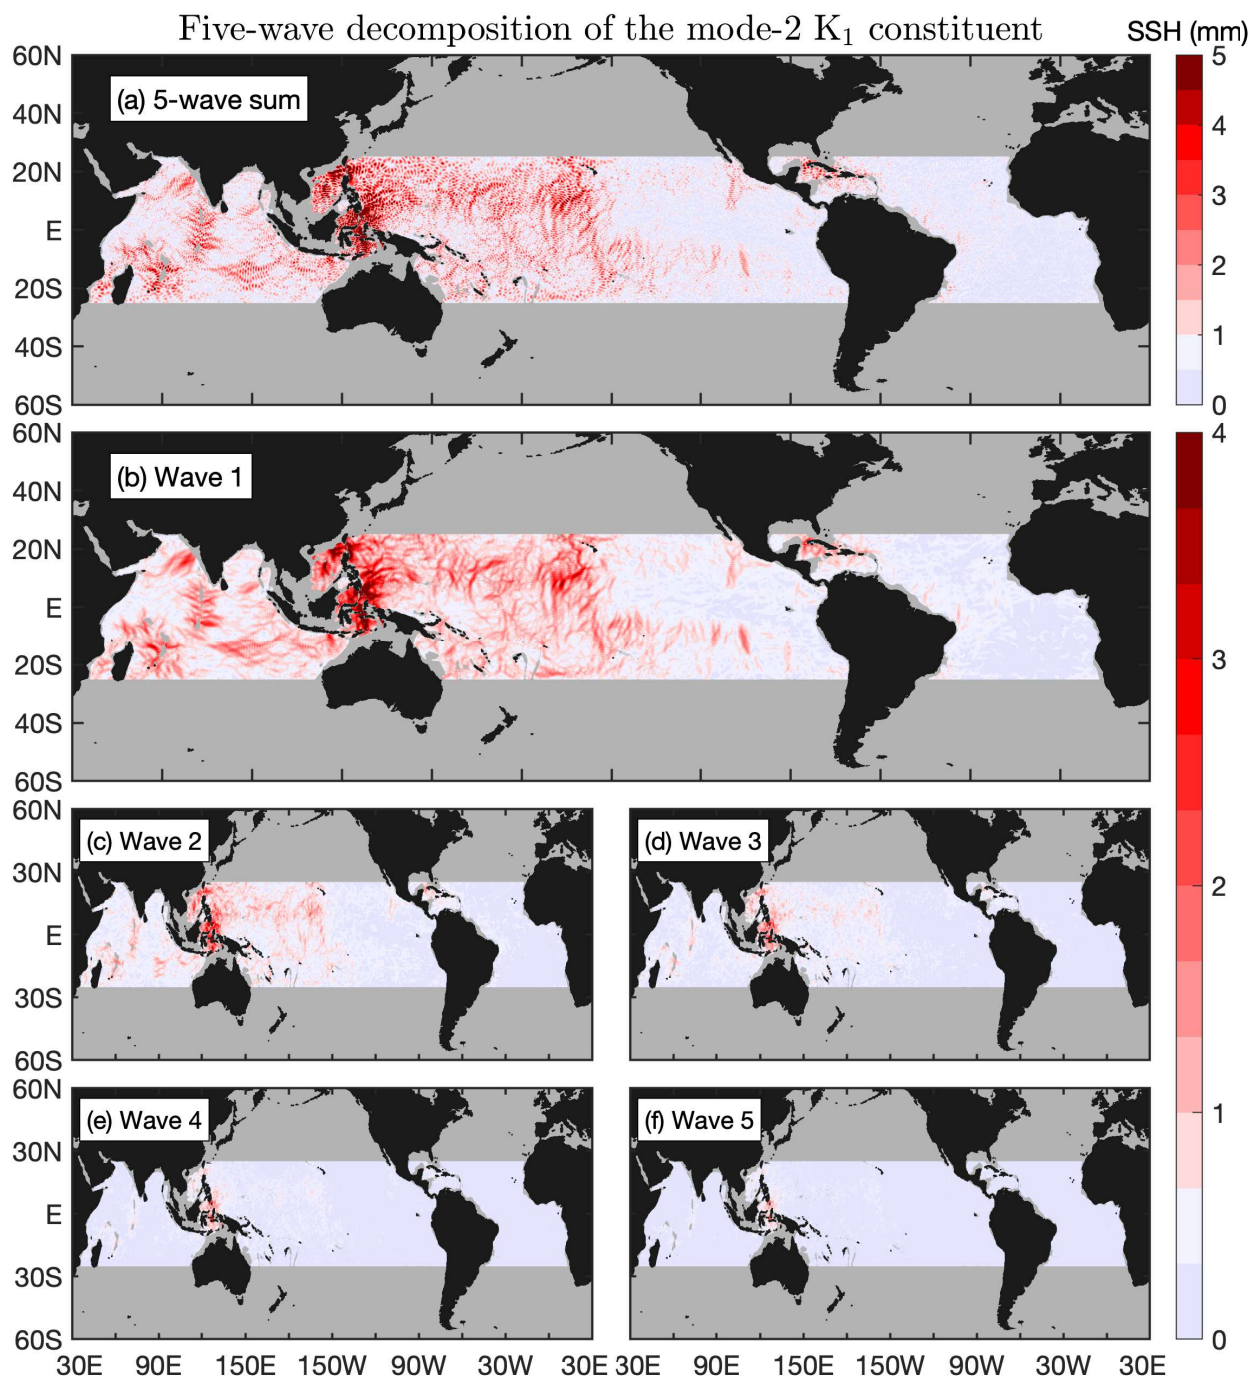 Five-wave decomposition of the mode-2 K₁ constituent
SSH (mm)
60N
40N
20N
E
20S
40S
60S
(a) 5-wave sum
5
4
3
2
1
0
60N
40N
20N
E
20S
40S
60S
(b) Wave 1
4
3
2
1
0
60N
30N
E
30S
60S
(c) Wave 2
(d) Wave 3
60N
30N
E
30S
60S
(e) Wave 4
(f) Wave 5
30E 90E 150E 150W 90W 30W 30E 30E 90E 150E 150W 90W 30W 30E